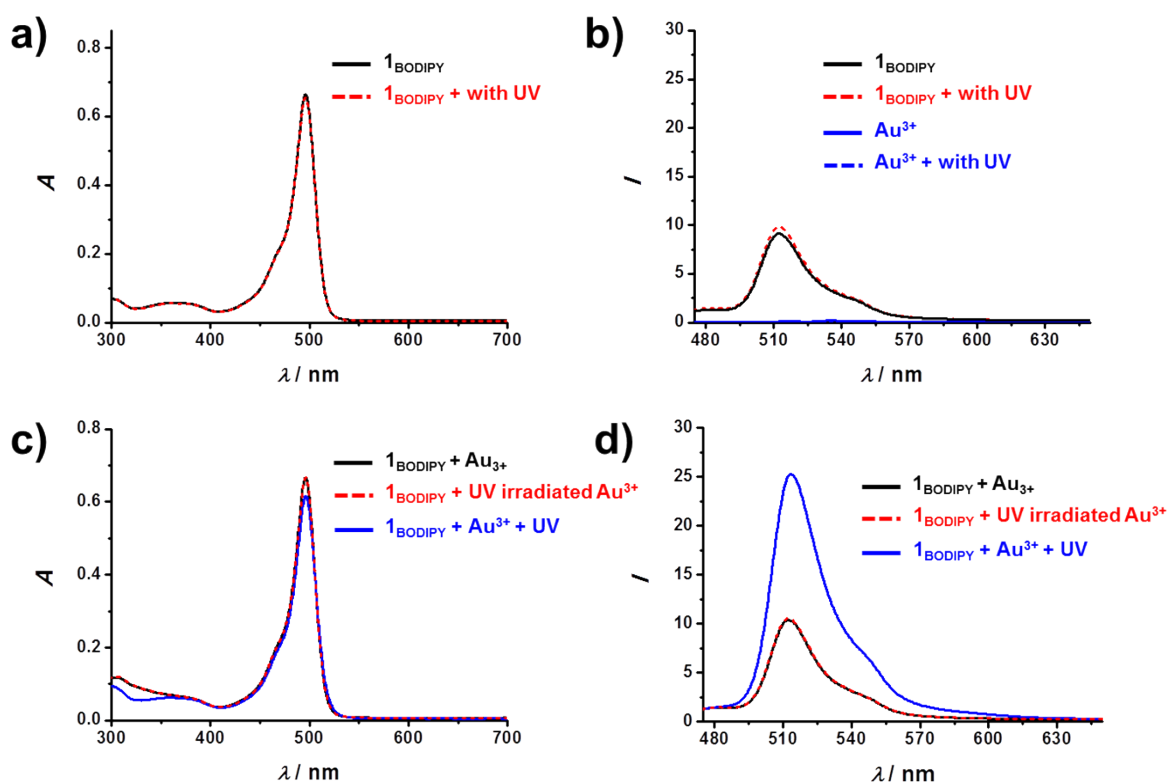 a)
0.8
0.6
0.4
0.2
0.0
A
300 400 500 600 700
λ / nm
1BODIPY
1BODIPY + with UV
b)
30
25
20
15
10
5
0
I
480 510 540 570 600 630
λ / nm
1BODIPY
1BODIPY + with UV
Au³⁺
Au³⁺ + with UV
c)
0.8
0.6
0.4
0.2
0.0
A
300 400 500 600 700
λ / nm
1BODIPY + Au₃₊
1BODIPY + UV irradiated Au³⁺
1BODIPY + Au³⁺ + UV
d)
30
25
20
15
10
5
0
I
480 510 540 570 600 630
λ / nm
1BODIPY + Au₃₊
1BODIPY + UV irradiated Au³⁺
1BODIPY + Au³⁺ + UV